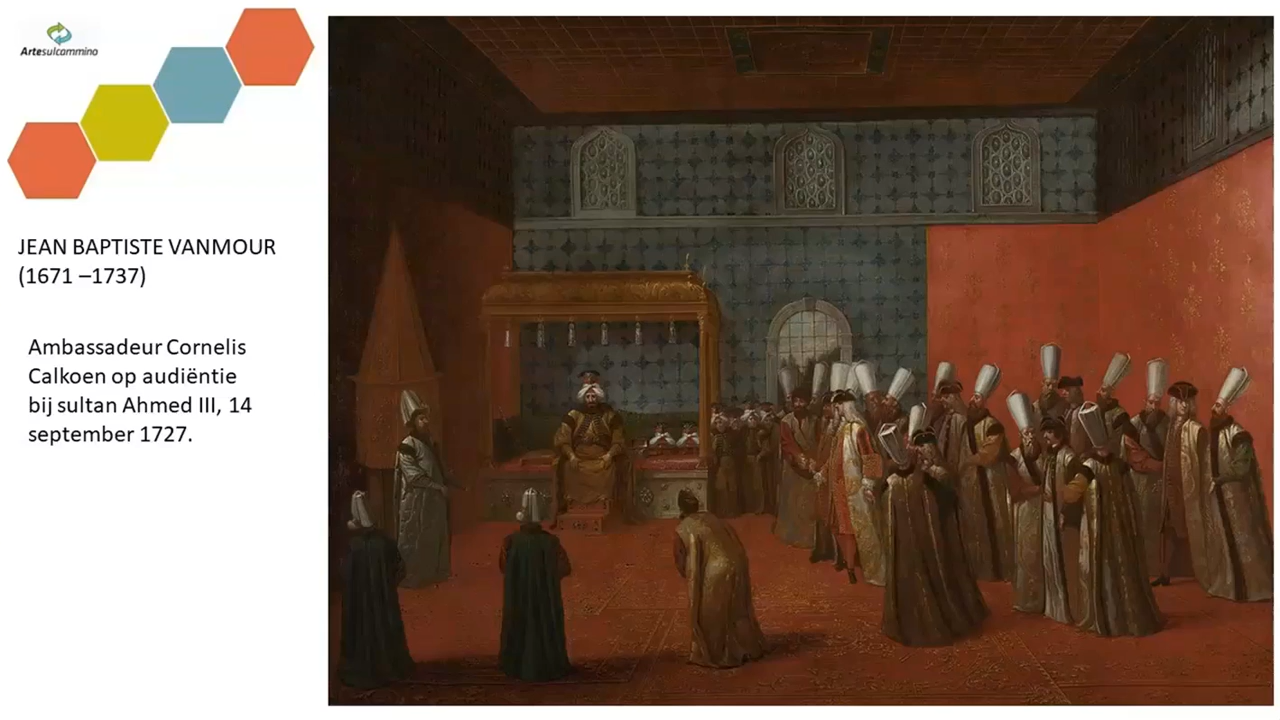 Artesulcammino
JEAN BAPTISTE VANMOUR
(1671 –1737)
Ambassadeur Cornelis
Calkoen op audiëntie
bij sultan Ahmed III, 14
september 1727.